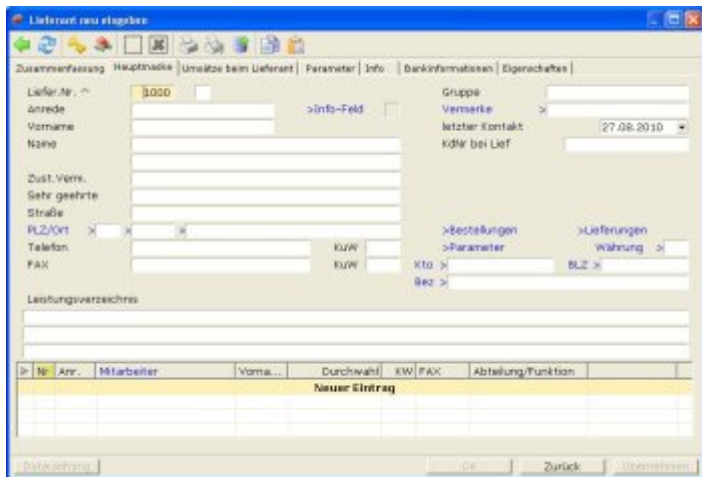 Lieferant neu eingeben
Zusammenfassung Hauptmaske Umsätze beim Lieferant Parameter Info Bankinformationen Eigenschaften
Liefer.Nr. ^ 1000 Gruppe
Anrede >Info-Feld Vermerke >
Vorname letzter Kontakt 27.08.2010
Name KdNr bei Lief
Zust.Verm.
Sehr geehrte
Straße
PLZ/Ort > > > >Bestellungen >Lieferungen
Telefon KuW >Parameter Währung >
FAX KuW Kto > BLZ >
Bez >
Leistungsverzeichnis
> Nr Anr. Mitarbeiter Vorna... Durchwahl KW FAX Abteilung/Funktion
Neuer Eintrag
Dateianhang Ok Zurück Übernehmen